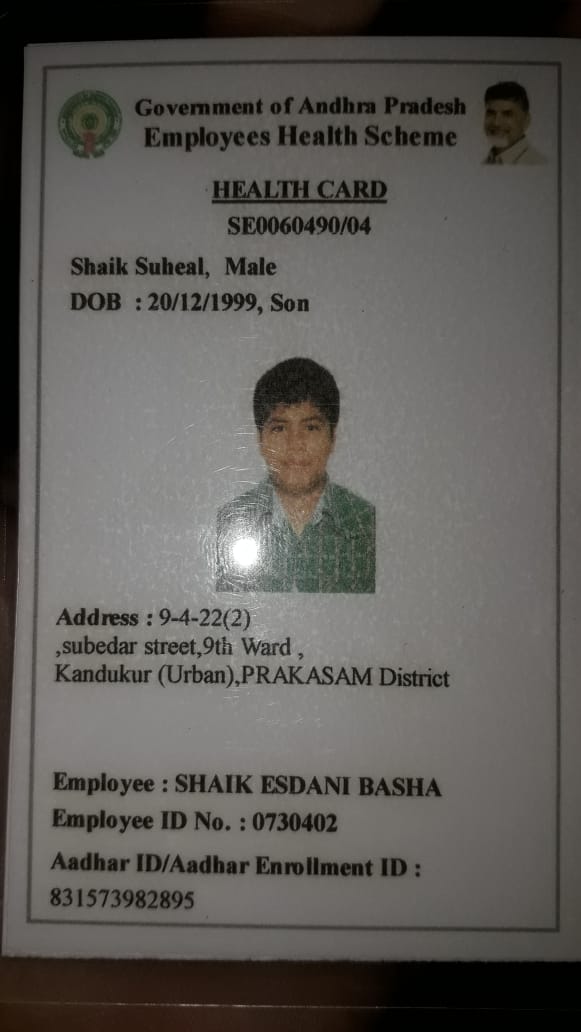 Government of Andhra Pradesh
Employees Health Scheme
HEALTH CARD
SE0060490/04
Shaik Suheal, Male
DOB : 20/12/1999, Son
Address : 9-4-22(2)
,subedar street,9th Ward ,
Kandukur (Urban),PRAKASAM District
Employee : SHAIK ESDANI BASHA
Employee ID No. : 0730402
Aadhar ID/Aadhar Enrollment ID :
831573982895